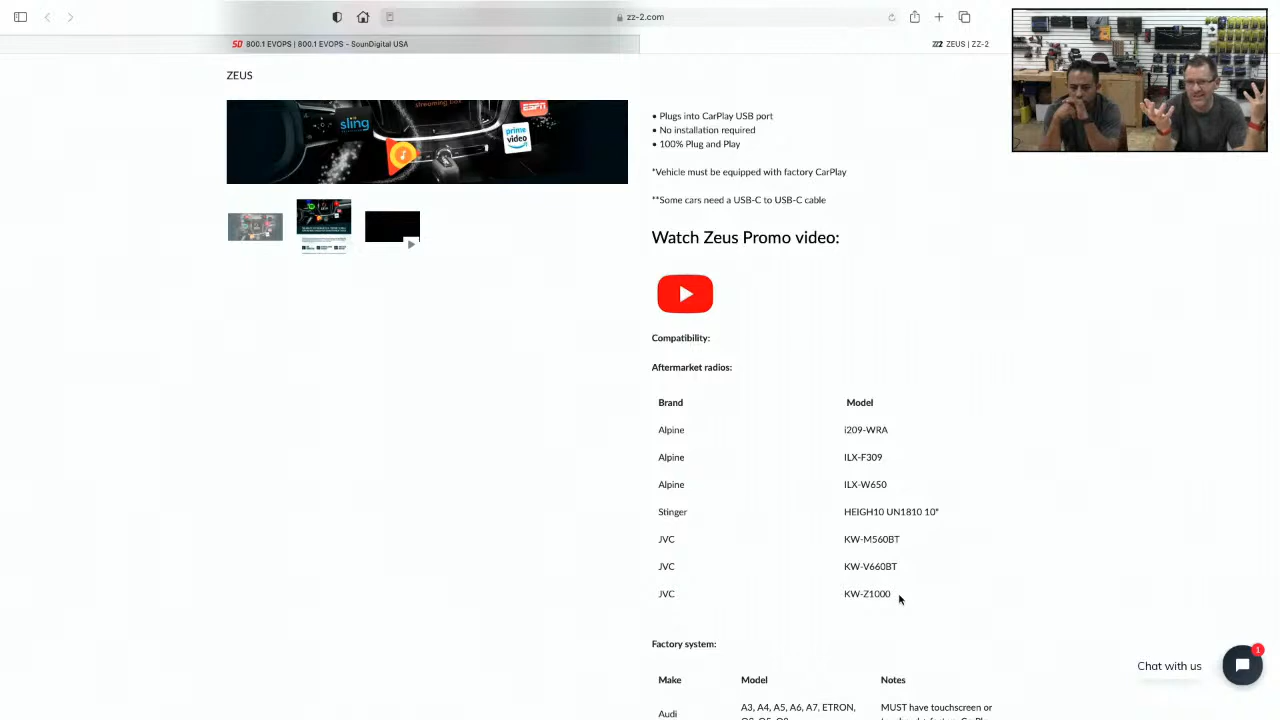 zz-2.com
SD 800.1 EVOPS | 800.1 EVOPS - SounDigital USA
ZZ2 ZEUS | ZZ-2
ZEUS
streaming box
ESPN
sling
prime video
• Plugs into CarPlay USB port
• No installation required
• 100% Plug and Play
*Vehicle must be equipped with factory CarPlay
**Some cars need a USB-C to USB-C cable
Watch Zeus Promo video:
Compatibility:
Aftermarket radios:
Brand Model
Alpine i209-WRA
Alpine ILX-F309
Alpine ILX-W650
Stinger HEIGH10 UN1810 10"
JVC KW-M560BT
JVC KW-V660BT
JVC KW-Z1000
Factory system:
Make Model Notes
Audi A3, A4, A5, A6, A7, ETRON, MUST have touchscreen or
1
Chat with us